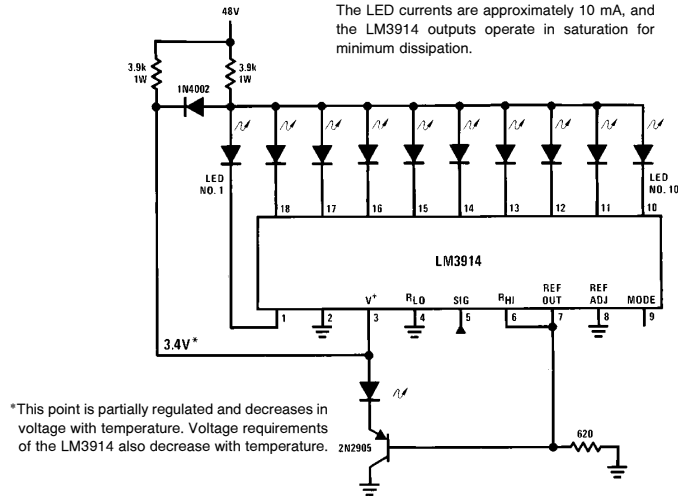 48V
The LED currents are approximately 10 mA, and
the LM3914 outputs operate in saturation for
minimum dissipation.
3.9k
1W
1N4002
3.9k
1W
LED
NO. 1
LED
NO. 10
18
17
16
15
14
13
12
11
10
LM3914
V+
RLO
SIG
RHI
REF
OUT
REF
ADJ
MODE
1
2
3
4
5
6
7
8
9
3.4V*
*This point is partially regulated and decreases in
voltage with temperature. Voltage requirements
of the LM3914 also decrease with temperature.
2N2905
620